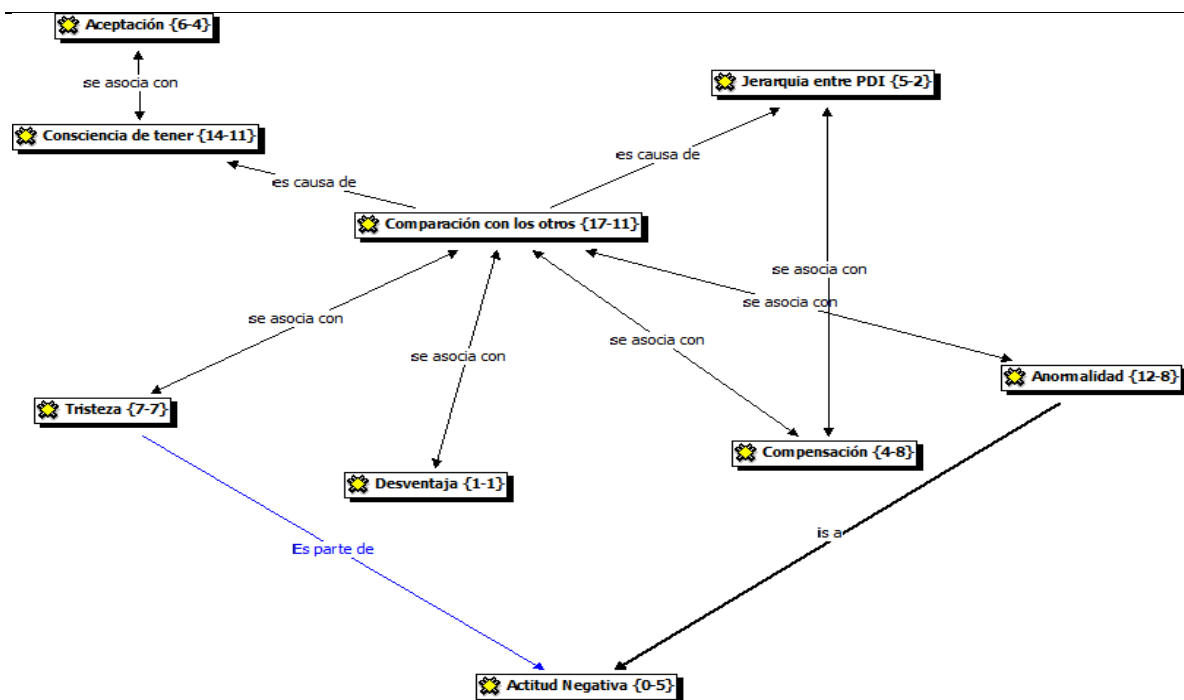 Aceptación {6-4}
se asocia con
Jerarquia entre PDI {5-2}
Consciencia de tener {14-11}
es causa de
es causa de
Comparación con los otros {17-11}
se asocia con
se asocia con
se asocia con
se asocia con
se asocia con
Anormalidad {12-8}
Tristeza {7-7}
Compensación {4-8}
Desventaja {1-1}
is a
Es parte de
Actitud Negativa {0-5}